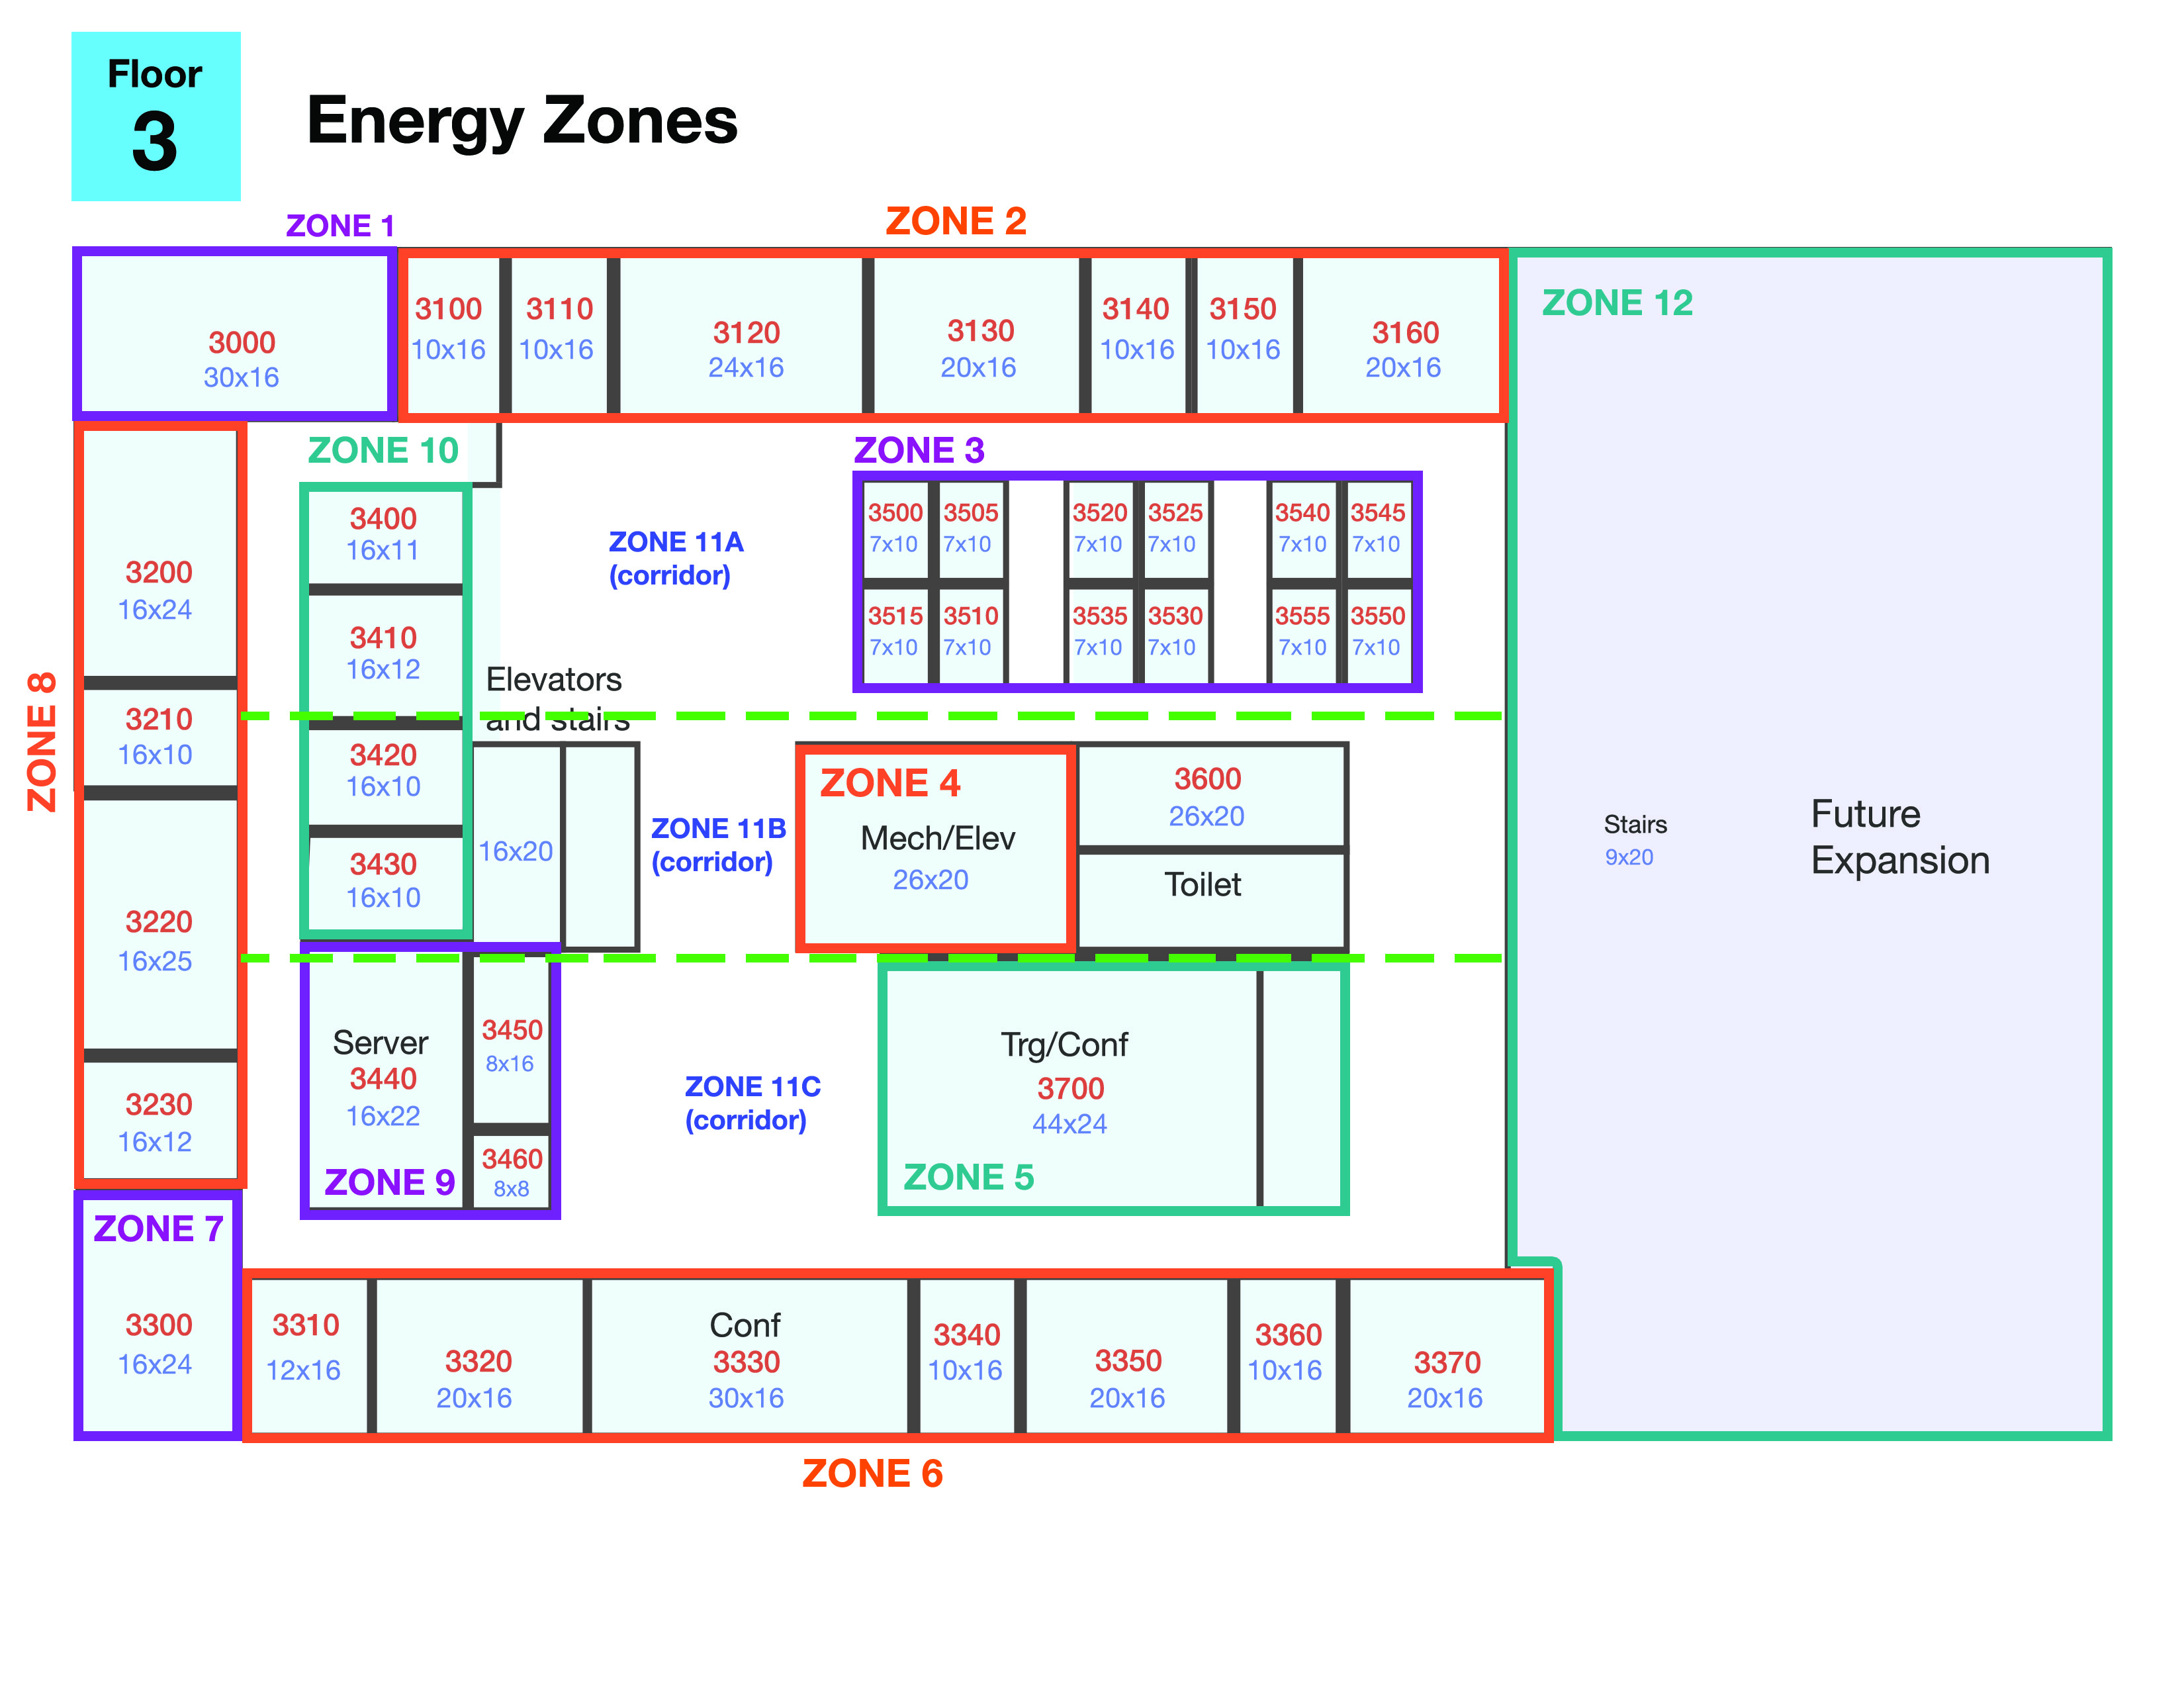 Floor
3
Energy Zones
ZONE 1
ZONE 2
3000
30x16
3100
10x16
3110
10x16
3120
24x16
3130
20x16
3140
10x16
3150
10x16
3160
20x16
ZONE 12
ZONE 8
3200
16x24
3210
16x10
3220
16x25
3230
16x12
ZONE 10
3400
16x11
3410
16x12
3420
16x10
3430
16x10
ZONE 11A
(corridor)
ZONE 3
3500
7x10
3505
7x10
3520
7x10
3525
7x10
3540
7x10
3545
7x10
3515
7x10
3510
7x10
3535
7x10
3530
7x10
3555
7x10
3550
7x10
Elevators
and stairs
16x20
ZONE 11B
(corridor)
ZONE 4
Mech/Elev
26x20
3600
26x20
Toilet
Stairs
9x20
Future
Expansion
Server
3440
16x22
ZONE 9
3450
8x16
3460
8x8
ZONE 11C
(corridor)
Trg/Conf
3700
44x24
ZONE 5
ZONE 7
3300
16x24
3310
12x16
3320
20x16
Conf
3330
30x16
3340
10x16
3350
20x16
3360
10x16
3370
20x16
ZONE 6